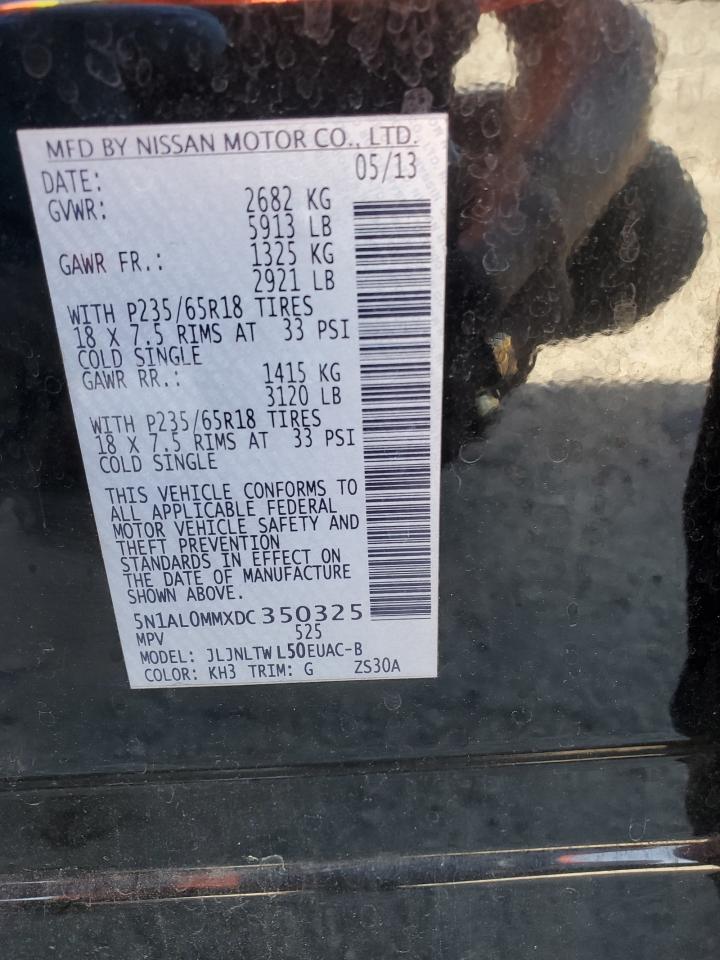 MFD BY NISSAN MOTOR CO., LTD.
DATE: 05/13
GVWR: 2682 KG
5913 LB
GAWR FR.: 1325 KG
2921 LB
WITH P235/65R18 TIRES
18 X 7.5 RIMS AT 33 PSI
COLD SINGLE
GAWR RR.: 1415 KG
3120 LB
WITH P235/65R18 TIRES
18 X 7.5 RIMS AT 33 PSI
COLD SINGLE
THIS VEHICLE CONFORMS TO
ALL APPLICABLE FEDERAL
MOTOR VEHICLE SAFETY AND
THEFT PREVENTION
STANDARDS IN EFFECT ON
THE DATE OF MANUFACTURE
SHOWN ABOVE.
5N1AL0MMXDC350325
MPV 525
MODEL: JLJNLTWL50EUAC-B
COLOR: KH3 TRIM: G ZS30A